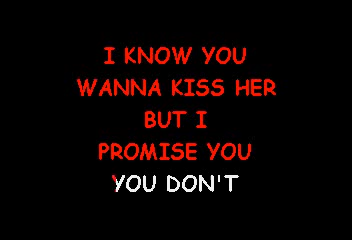 I KNOW YOU
WANNA KISS HER
BUT I
PROMISE YOU
YOU DON'T